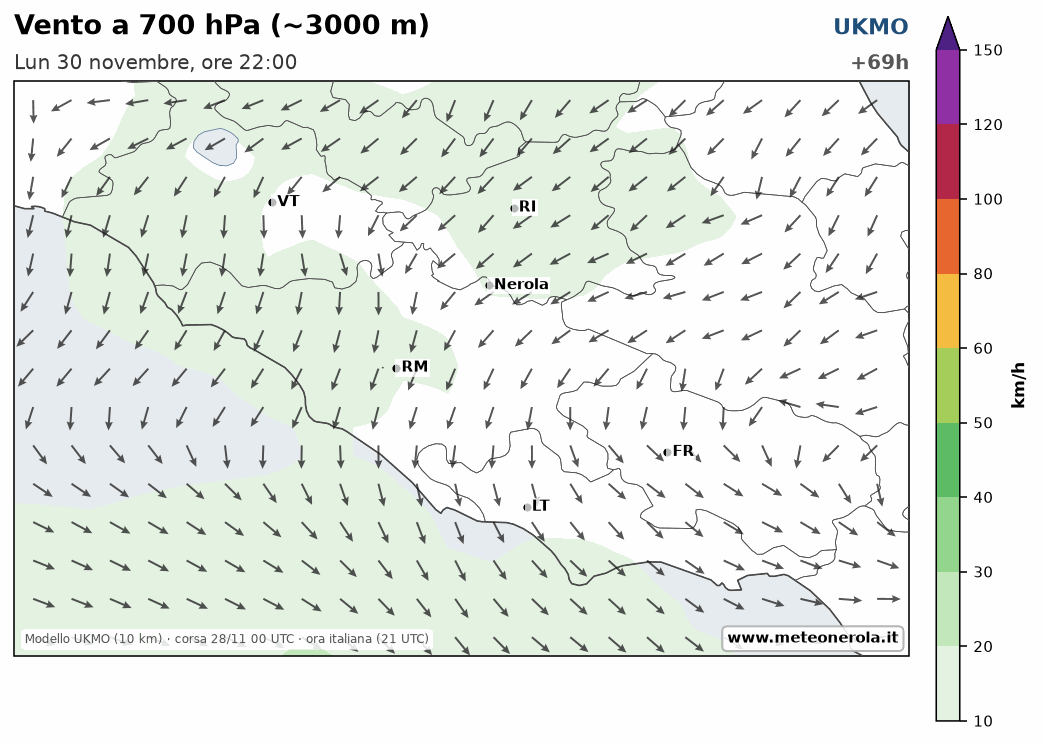 Vento a 700 hPa (~3000 m)
UKMO
Lun 30 novembre, ore 22:00
+69h
VT
RI
Nerola
RM
FR
LT
150
120
100
80
60
50
40
30
20
10
km/h
Modello UKMO (10 km) · corsa 28/11 00 UTC · ora italiana (21 UTC)
www.meteonerola.it